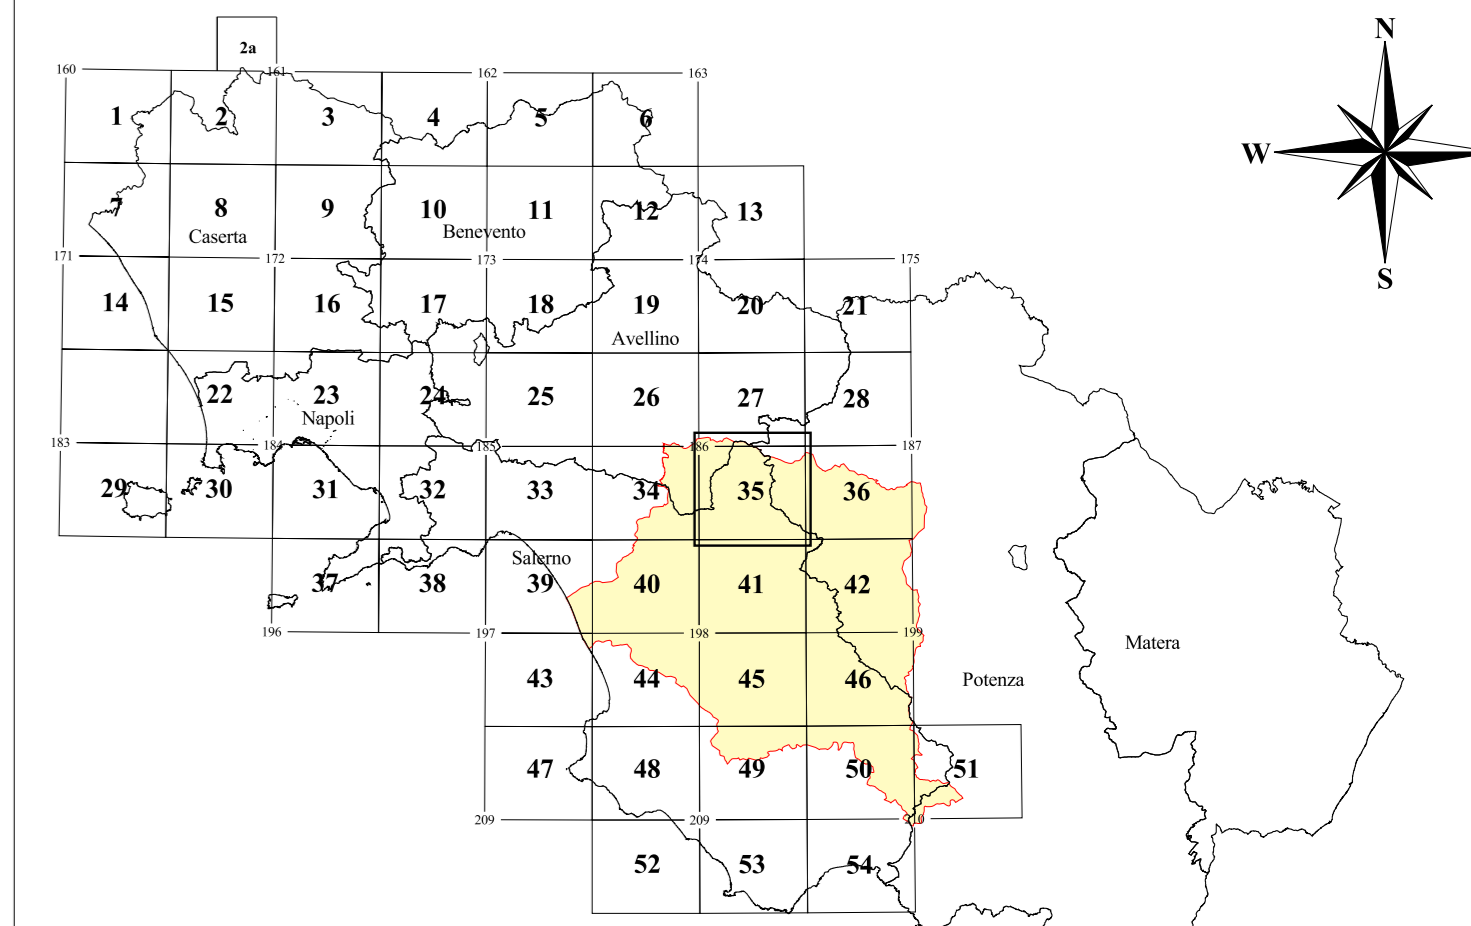 N
2a
160 161 162 163
1 2 3 4 5 6
W
7 8 9 10 11 12 13
Caserta Benevento
171 172 173 174 175
S
14 15 16 17 18 19 20 21
Avellino
22 23 24 25 26 27 28
Napoli
183 184 185 186 187
29 30 31 32 33 34 35 36
Salerno
37 38 39 40 41 42
196 197 198 199
Matera
43 44 45 46 Potenza
47 48 49 50 51
209 209 210
52 53 54